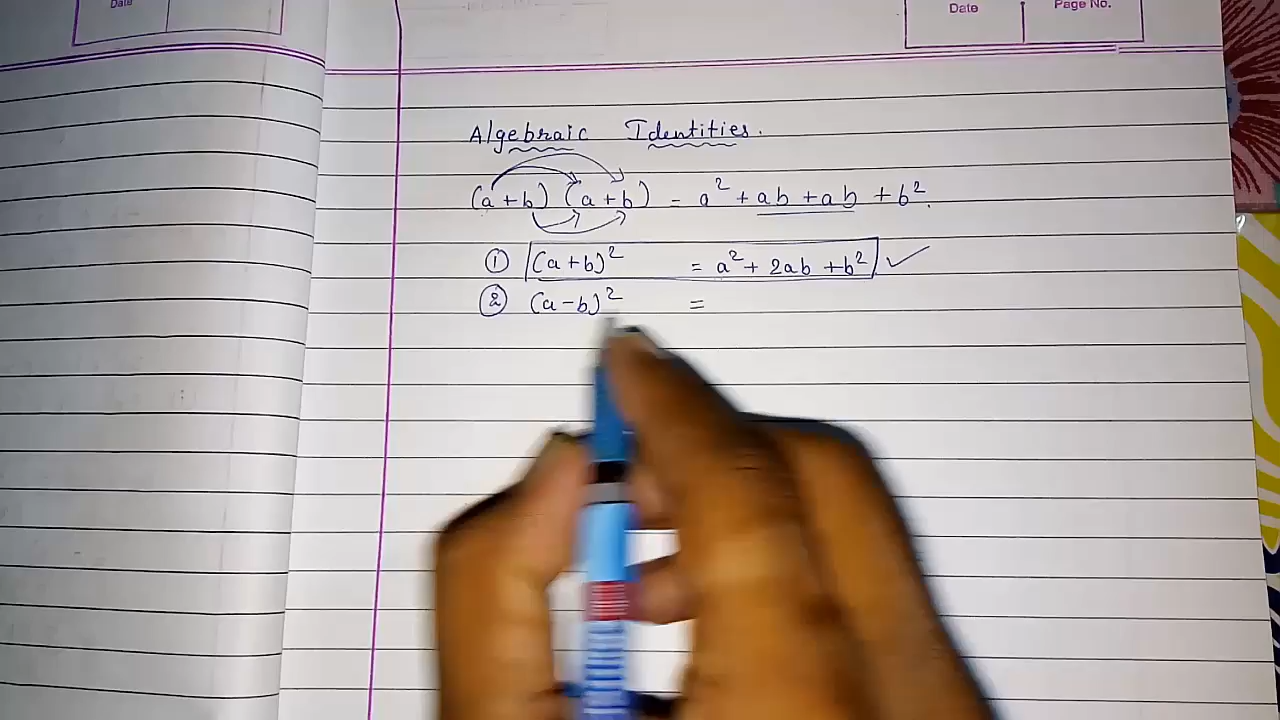 Date
Date Page No.
Algebraic Identities.
(a+b) (a+b) = a² + ab + ab + b².
① (a+b)² = a² + 2ab + b² ✓
② (a-b)² =